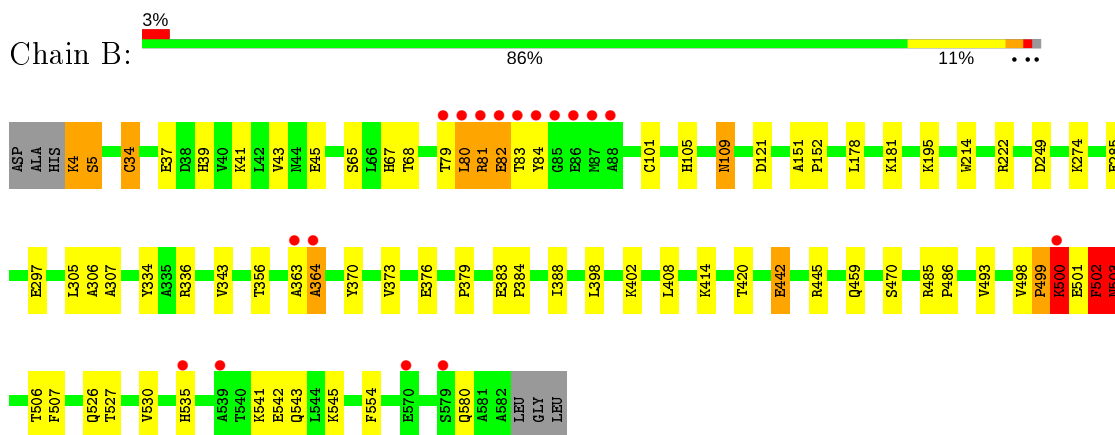 3%
Chain B:
86% 11% • ••
ASP ALA HIS K4 S5 C34 E37 D38 H39 V40 K41 L42 V43 N44 E45 S65 L66 H67 T68 T79 L80 R81 E82 T83 Y84 G85 E86 M87 A88 C101 H105 N109 D121 A151 P152 L178 K181 K195 W214 R222 D249 K274
E297 L305 A306 A307 Y334 A335 R336 V343 T356 A363 A364 Y370 V373 E376 P379 E383 P384 I388 L398 K402 L408 K414 T420 E442 R445 Q459 S470 R485 P486 V493 V498 P499 K500 E501 F502 N503
T506 F507 Q526 T527 V530 H535 A539 T540 K541 E542 Q543 L544 K545 F554 E570 S579 Q580 A581 A582 LEU GLY LEU